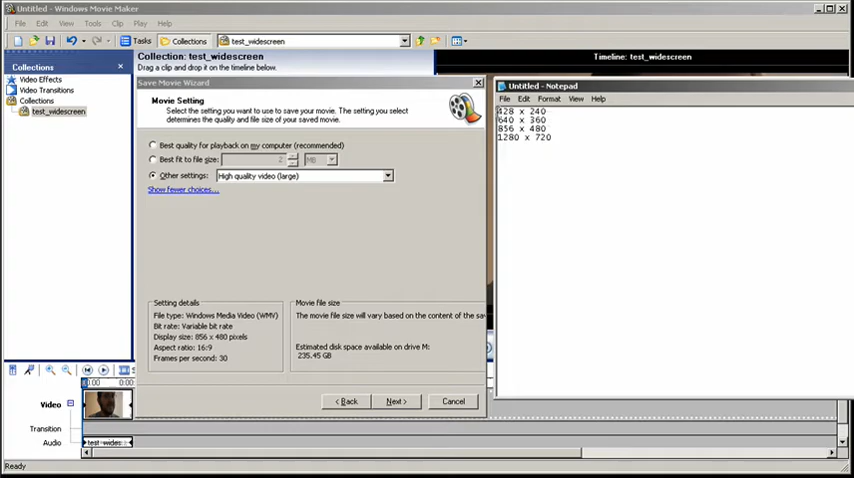 Untitled - Windows Movie Maker
File Edit View Tools Clip Play Help
Tasks Collections test_widescreen
Collections
Video Effects
Video Transitions
Collections
test_widescreen
Collection: test_widescreen
Drag a clip and drop it on the timeline below.
Timeline: test_widescreen
Save Movie Wizard
Movie Setting
Select the setting you want to use to save your movie. The setting you select
determines the quality and file size of your saved movie.
Best quality for playback on my computer (recommended)
Best fit to file size: 2 MB
Other settings: High quality video (large)
Show fewer choices...
Setting details
File type: Windows Media Video (WMV)
Bit rate: Variable bit rate
Display size: 856 x 480 pixels
Aspect ratio: 16:9
Frames per second: 30
Movie file size
The movie file size will vary based on the content of the sav
Estimated disk space available on drive M:
235.45 GB
< Back Next > Cancel
Untitled - Notepad
File Edit Format View Help
428 x 240
640 x 360
856 x 480
1280 x 720
0.00 0:00
Video
Transition
Audio
test-wides
Ready